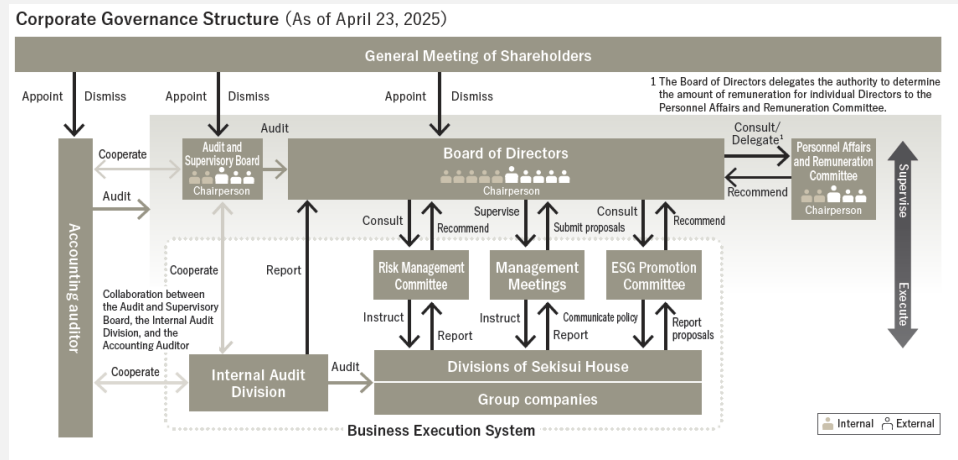 Corporate Governance Structure (As of April 23, 2025)
General Meeting of Shareholders
1 The Board of Directors delegates the authority to determine
the amount of remuneration for individual Directors to the
Personnel Affairs and Remuneration Committee.
Appoint Dismiss
Appoint Dismiss
Appoint Dismiss
Cooperate
Audit and
Supervisory Board
Chairperson
Audit
Board of Directors
Chairperson
Consult/
Delegate1
Recommend
Personnel Affairs
and Remuneration
Committee
Chairperson
Supervise
Execute
Audit
Accounting auditor
Consult
Recommend
Supervise
Submit proposals
Consult
Recommend
Cooperate
Report
Risk Management
Committee
Management
Meetings
ESG Promotion
Committee
Collaboration between
the Audit and Supervisory
Board, the Internal Audit
Division, and the
Accounting Auditor
Instruct
Report
Instruct
Report
Communicate policy
Report
proposals
Cooperate
Internal Audit
Division
Audit
Divisions of Sekisui House
Group companies
Business Execution System
Internal External